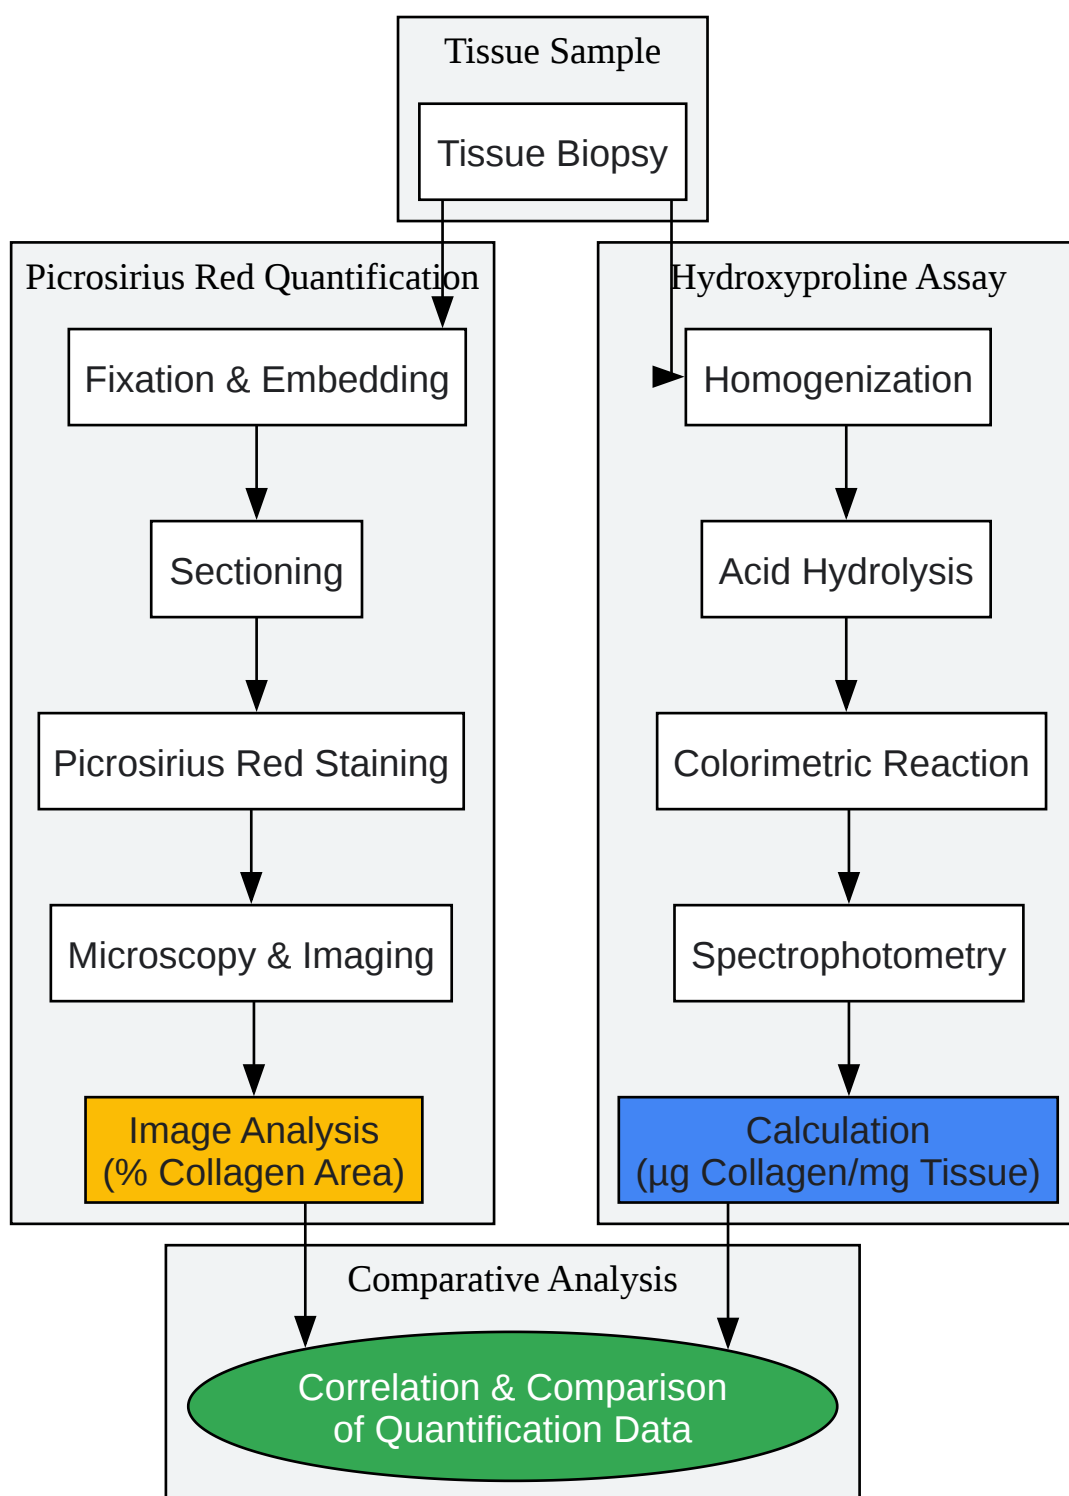 Tissue Sample
Tissue Biopsy
Picrosirius Red Quantification
Fixation & Embedding
Sectioning
Picrosirius Red Staining
Microscopy & Imaging
Image Analysis
(% Collagen Area)
Hydroxyproline Assay
Homogenization
Acid Hydrolysis
Colorimetric Reaction
Spectrophotometry
Calculation
(µg Collagen/mg Tissue)
Comparative Analysis
Correlation & Comparison
of Quantification Data